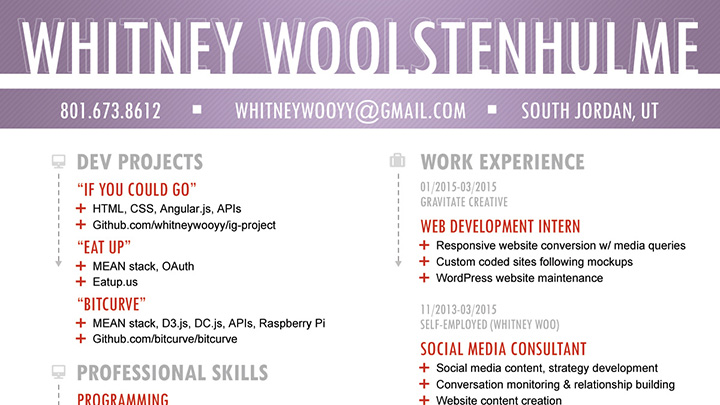 WHITNEY WOOLSTENHULME
801.673.8612 ▪ WHITNEYWOOYY@GMAIL.COM ▪ SOUTH JORDAN, UT
DEV PROJECTS
“IF YOU COULD GO”
+ HTML, CSS, Angular.js, APIs
+ Github.com/whitneywooyy/ig-project
“EAT UP”
+ MEAN stack, OAuth
+ Eatup.us
“BITCURVE”
+ MEAN stack, D3.js, DC.js, APIs, Raspberry Pi
+ Github.com/bitcurve/bitcurve
PROFESSIONAL SKILLS
PROGRAMMING
WORK EXPERIENCE
01/2015-03/2015
GRAVITATE CREATIVE
WEB DEVELOPMENT INTERN
+ Responsive website conversion w/ media queries
+ Custom coded sites following mockups
+ WordPress website maintenance
11/2013-03/2015
SELF-EMPLOYED (WHITNEY WOO)
SOCIAL MEDIA CONSULTANT
+ Social media content, strategy development
+ Conversation monitoring & relationship building
+ Website content creation